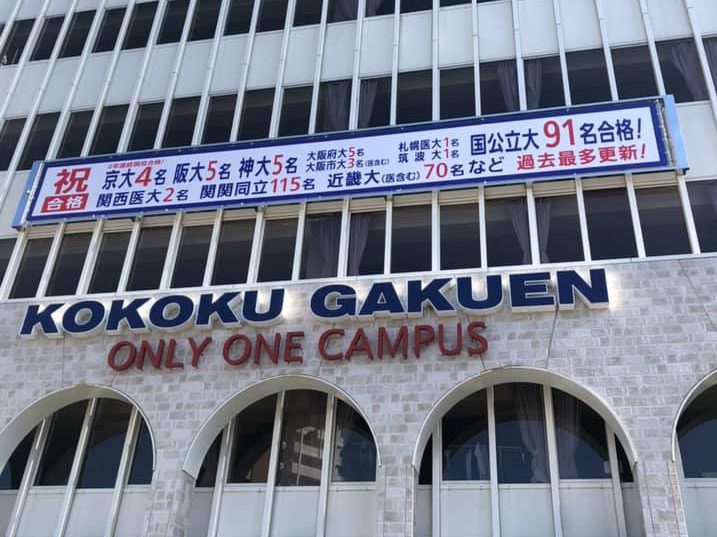 祝
合格
2年連続現役合格!
京大4名 阪大5名 神大5名 大阪府大5名 札幌医大1名 国公立大91名合格!
大阪市大3名(医含む) 筑波大1名
関西医大2名 関関同立115名 近畿大(医含む)70名など 過去最多更新!
KOKOKU GAKUEN
ONLY ONE CAMPUS